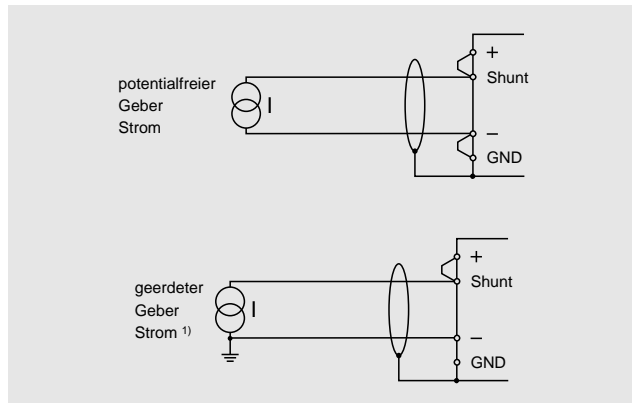 +
potentialfreier
Geber
Strom
I
Shunt
–
GND
+
geerdeter
Geber
Strom 1)
I
Shunt
–
GND